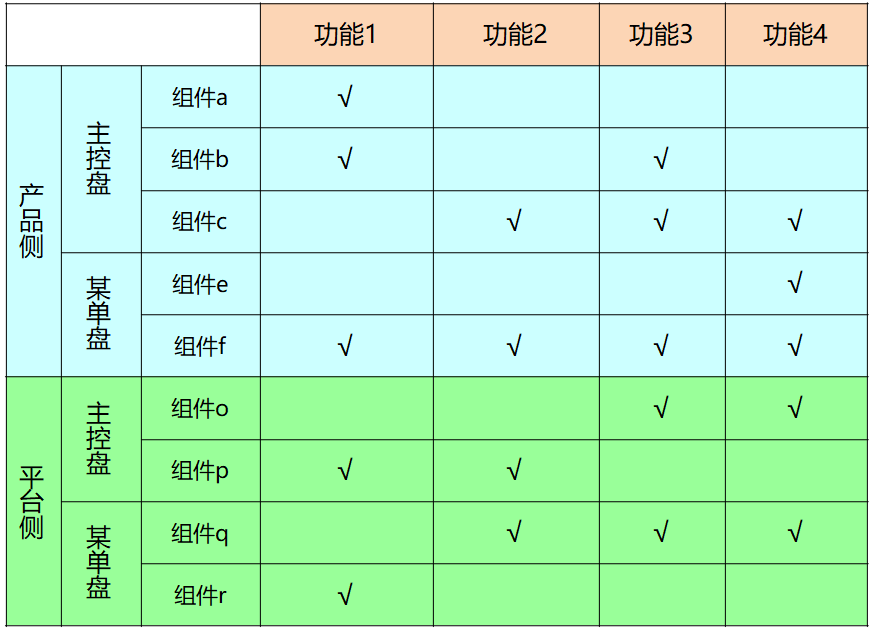 功能1 功能2 功能3 功能4
产品侧
主控盘
组件a √
组件b √ √
组件c √ √ √
某单盘
组件e √
组件f √ √ √ √
平台侧
主控盘
组件o √ √
组件p √ √
某单盘
组件q √ √ √
组件r √